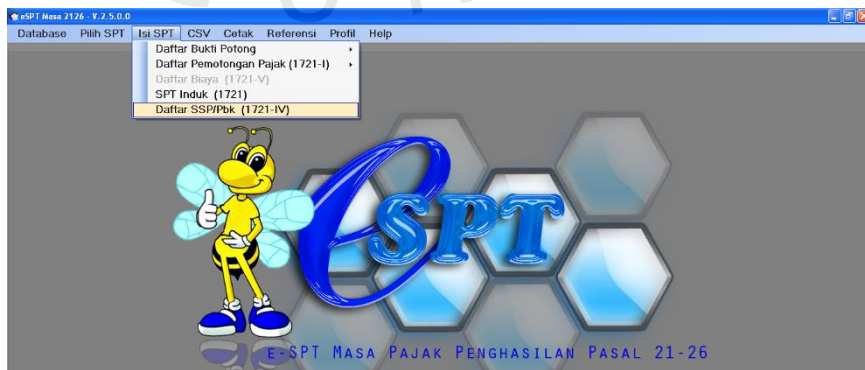 eSPT Masa 2126 - V.2.5.0.0
Database Pilih SPT Isi SPT CSV Cetak Referensi Profil Help
Daftar Bukti Potong
Daftar Pemotongan Pajak (1721-I)
Daftar Biaya (1721-V)
SPT Induk (1721)
Daftar SSP/Pbk (1721-IV)
eSPT
e-SPT Masa Pajak Penghasilan Pasal 21-26